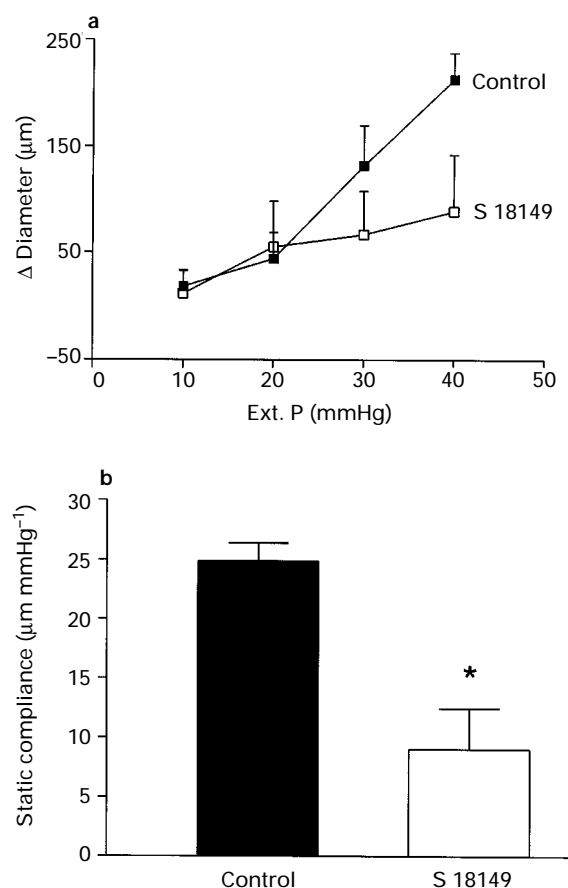 a
250
150
50
−50
Δ Diameter (μm)
Control
S 18149
0 10 20 30 40 50
Ext. P (mmHg)
b
30
25
20
15
10
5
0
Static compliance (μm mmHg⁻¹)
*
Control S 18149